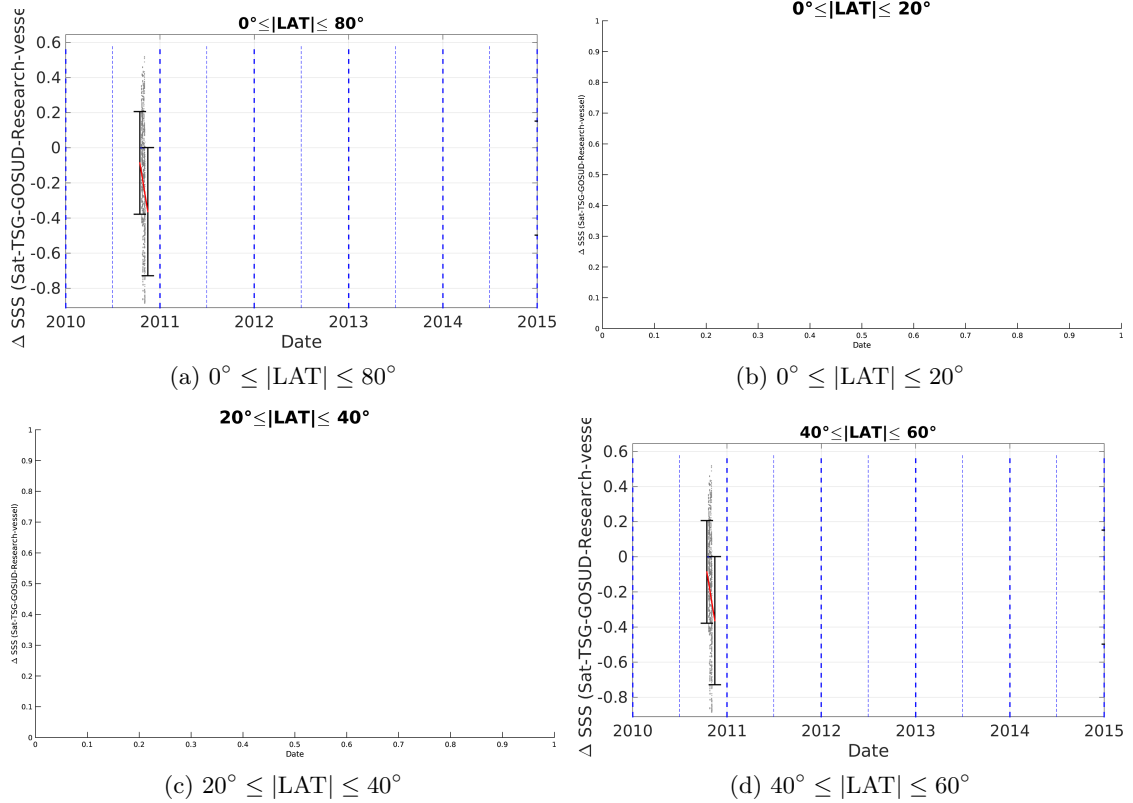 0°≤|LAT|≤ 80°
Δ SSS (Sat-TSG-GOSUD-Research-vesse
0.6
0.4
0.2
0
-0.2
-0.4
-0.6
-0.8
2010 2011 2012 2013 2014 2015
Date
(a) 0° ≤ |LAT| ≤ 80°
0°≤|LAT|≤ 20°
Δ SSS (Sat-TSG-GOSUD-Research-vessel)
1
0.9
0.8
0.7
0.6
0.5
0.4
0.3
0.2
0.1
0
0 0.1 0.2 0.3 0.4 0.5 0.6 0.7 0.8 0.9 1
Date
(b) 0° ≤ |LAT| ≤ 20°
20°≤|LAT|≤ 40°
Δ SSS (Sat-TSG-GOSUD-Research-vessel)
1
0.9
0.8
0.7
0.6
0.5
0.4
0.3
0.2
0.1
0
0 0.1 0.2 0.3 0.4 0.5 0.6 0.7 0.8 0.9 1
Date
(c) 20° ≤ |LAT| ≤ 40°
40°≤|LAT|≤ 60°
Δ SSS (Sat-TSG-GOSUD-Research-vesse
0.6
0.4
0.2
0
-0.2
-0.4
-0.6
-0.8
2010 2011 2012 2013 2014 2015
Date
(d) 40° ≤ |LAT| ≤ 60°